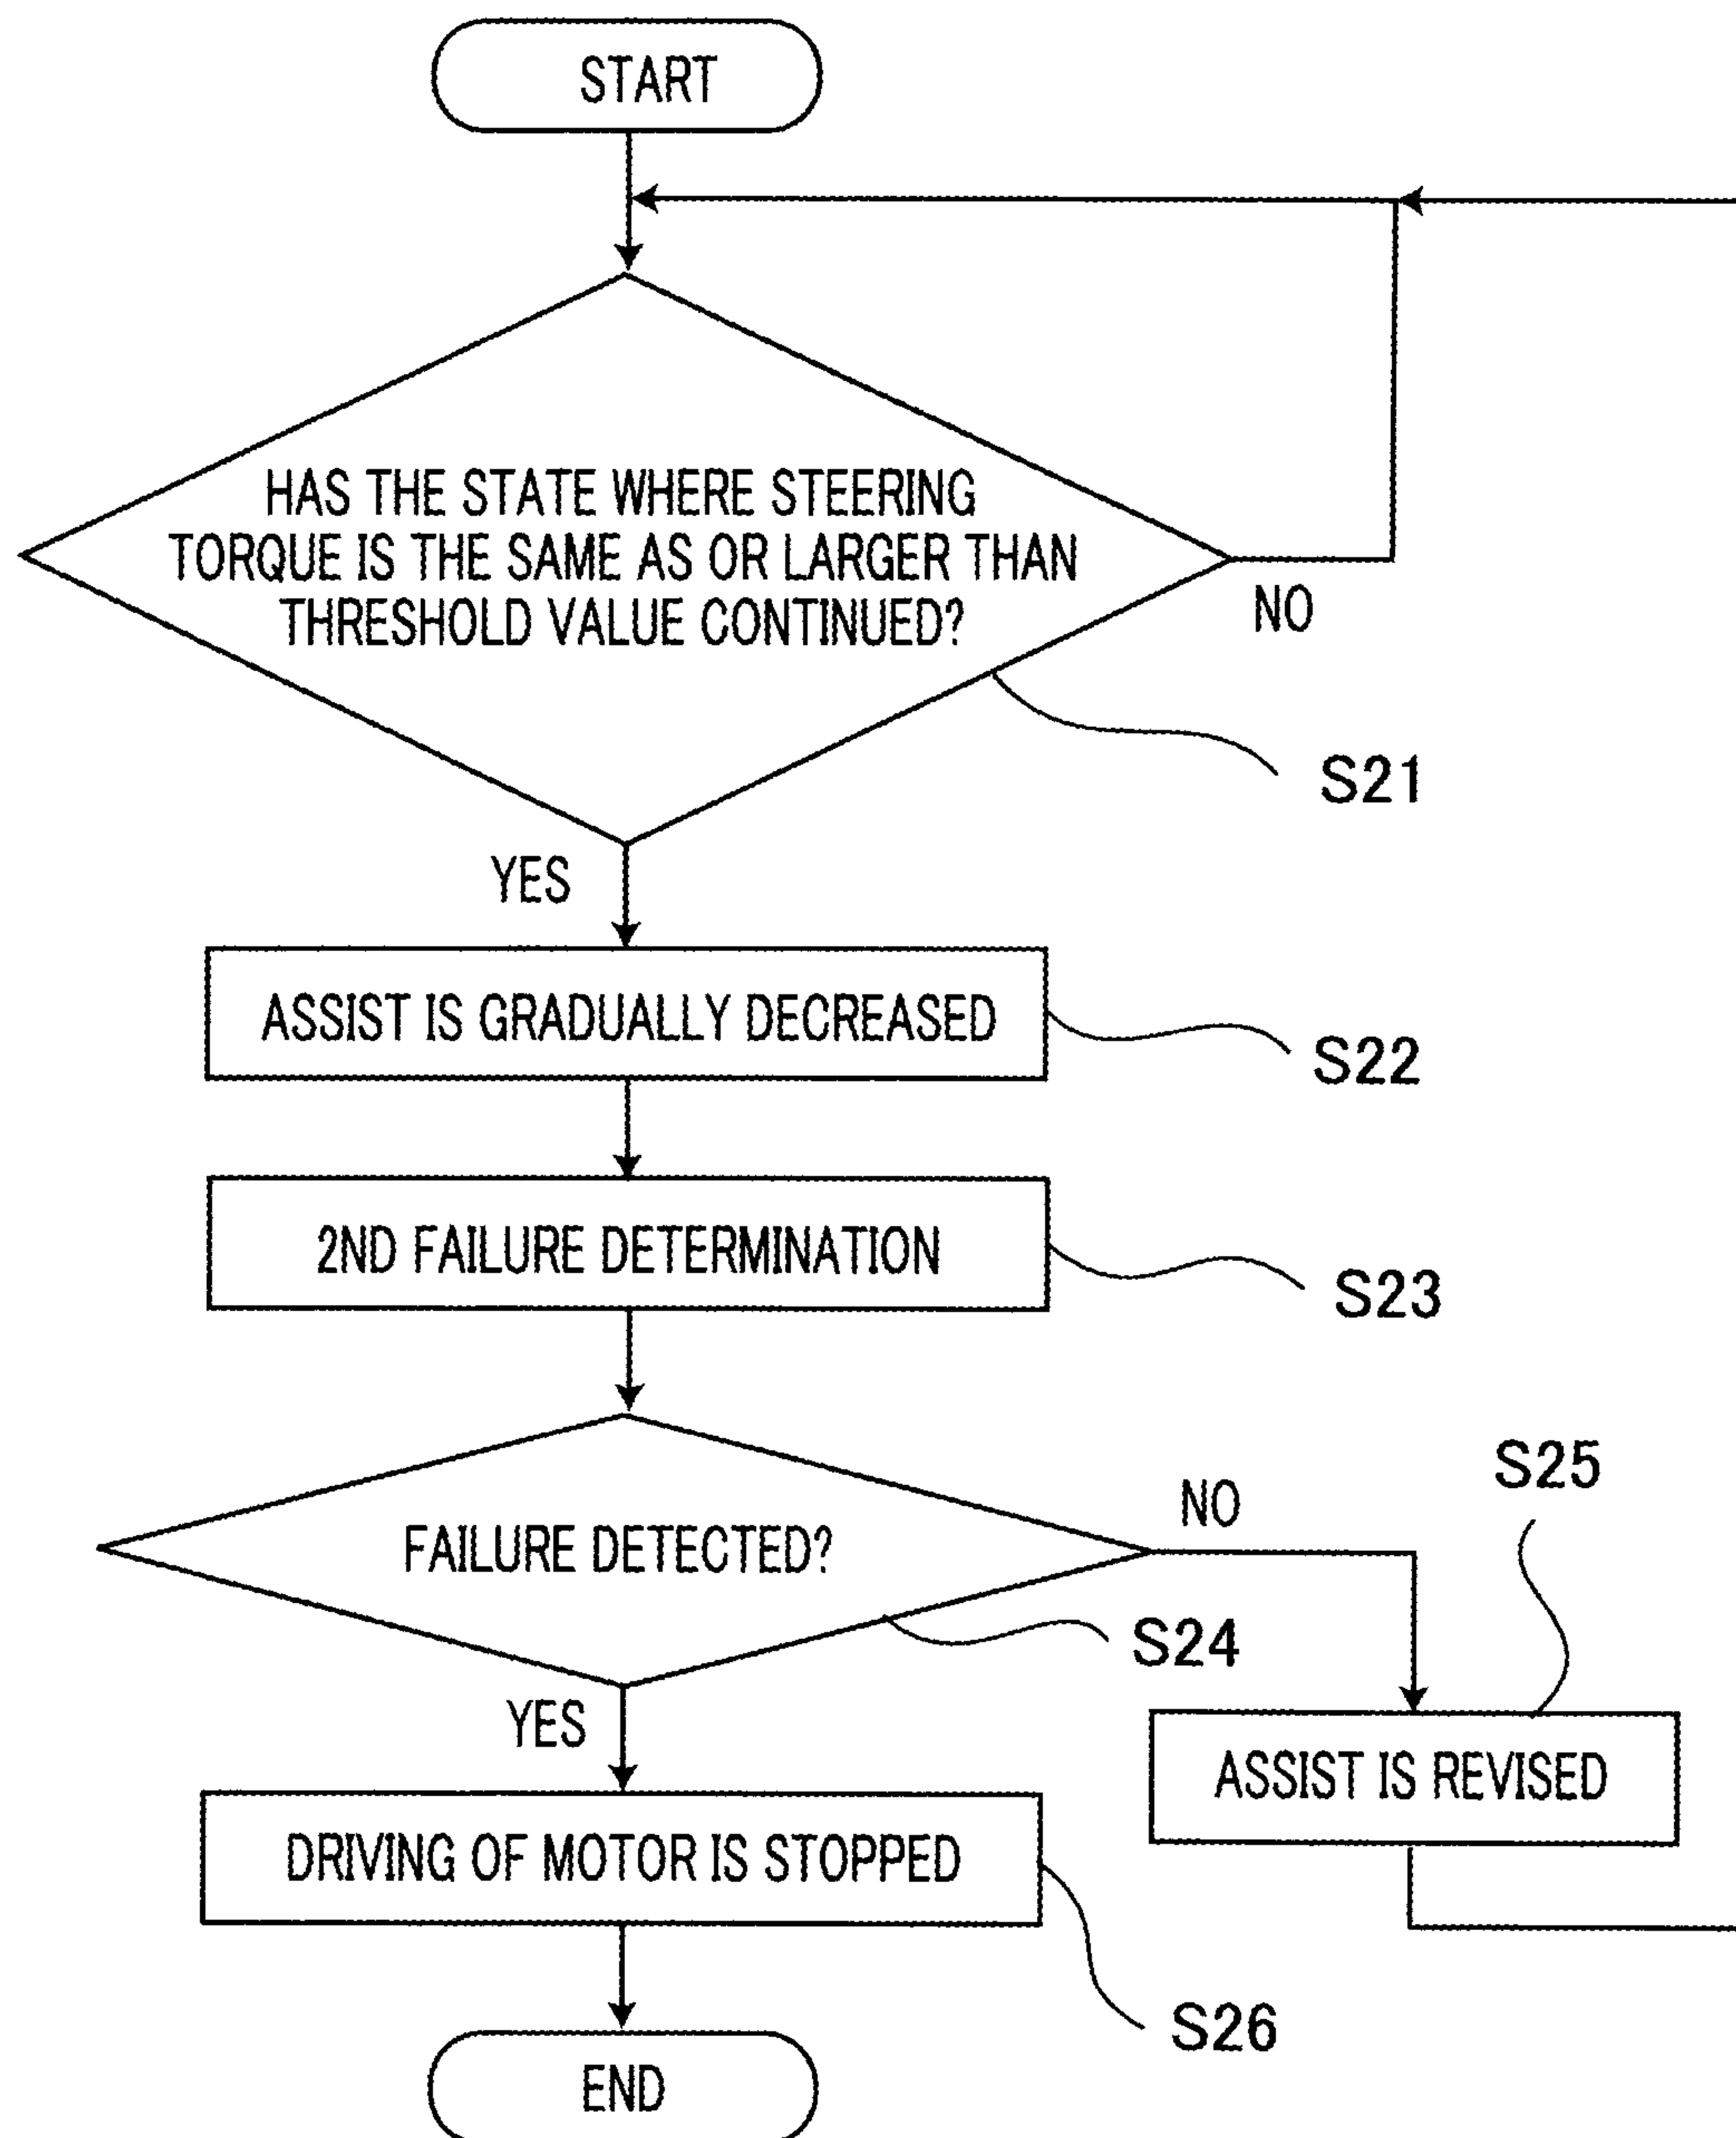 START
HAS THE STATE WHERE STEERING
TORQUE IS THE SAME AS OR LARGER THAN
THRESHOLD VALUE CONTINUED?
NO
S21
YES
ASSIST IS GRADUALLY DECREASED
S22
2ND FAILURE DETERMINATION
S23
FAILURE DETECTED?
NO
S25
S24
YES
ASSIST IS REVISED
DRIVING OF MOTOR IS STOPPED
S26
END